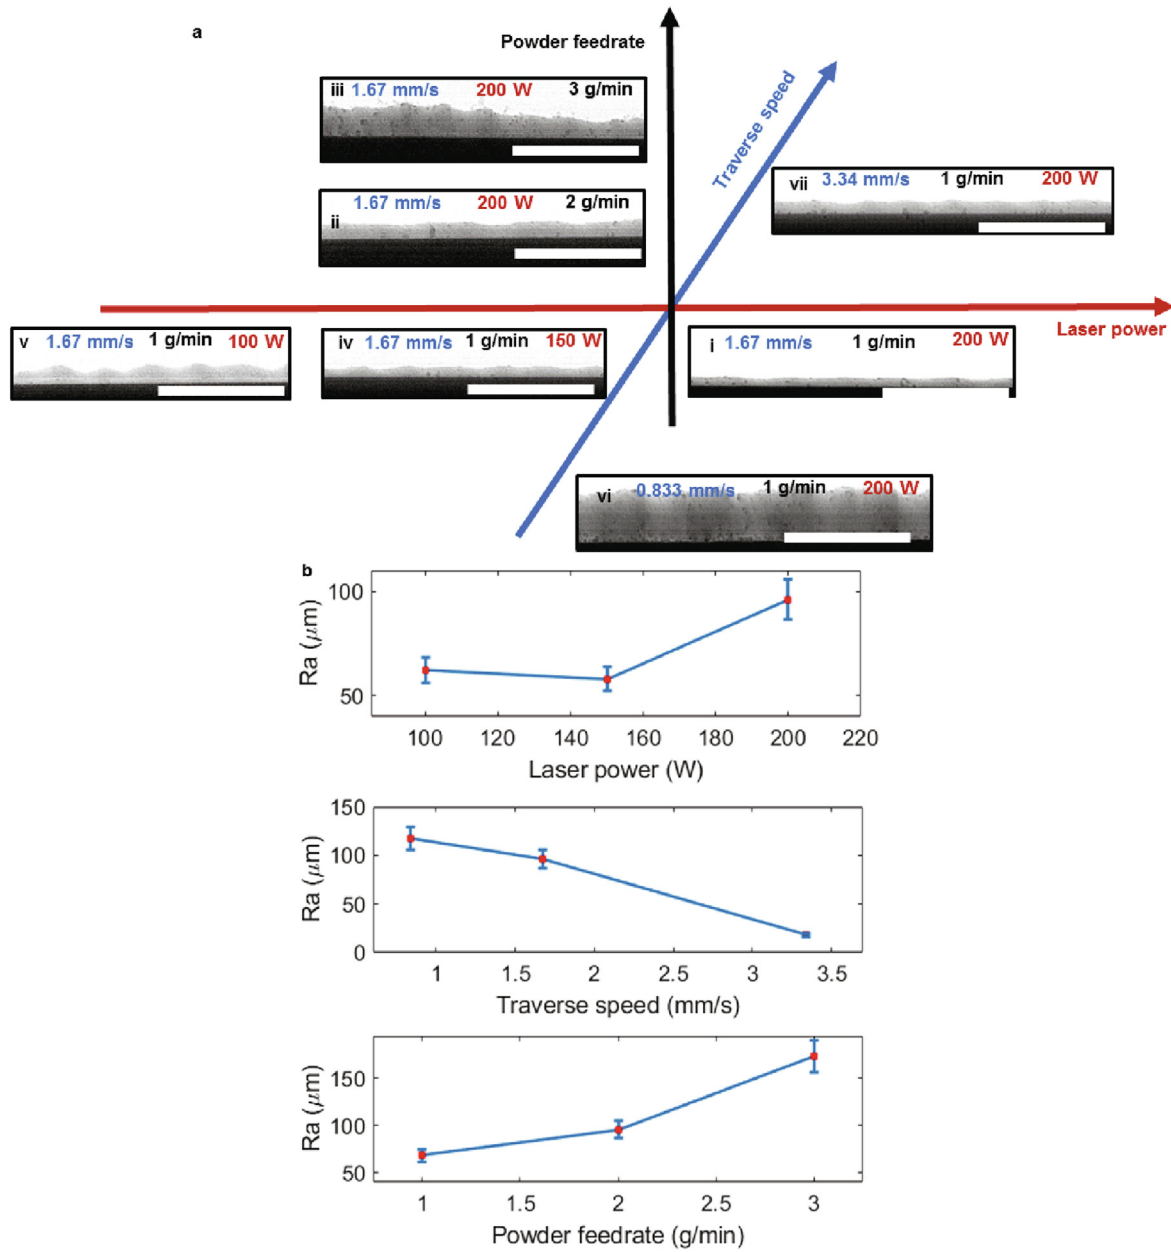 a
Powder feedrate
Traverse speed
iii 1.67 mm/s 200 W 3 g/min
1.67 mm/s 200 W 2 g/min
ii
vii 3.34 mm/s 1 g/min 200 W
Laser power
v 1.67 mm/s 1 g/min 100 W
iv 1.67 mm/s 1 g/min 150 W
i 1.67 mm/s 1 g/min 200 W
vi 0.833 mm/s 1 g/min 200 W
b
Ra (μm)
100
50
100 120 140 160 180 200 220
Laser power (W)
Ra (μm)
150
100
50
0
1 1.5 2 2.5 3 3.5
Traverse speed (mm/s)
Ra (μm)
150
100
50
1 1.5 2 2.5 3
Powder feedrate (g/min)